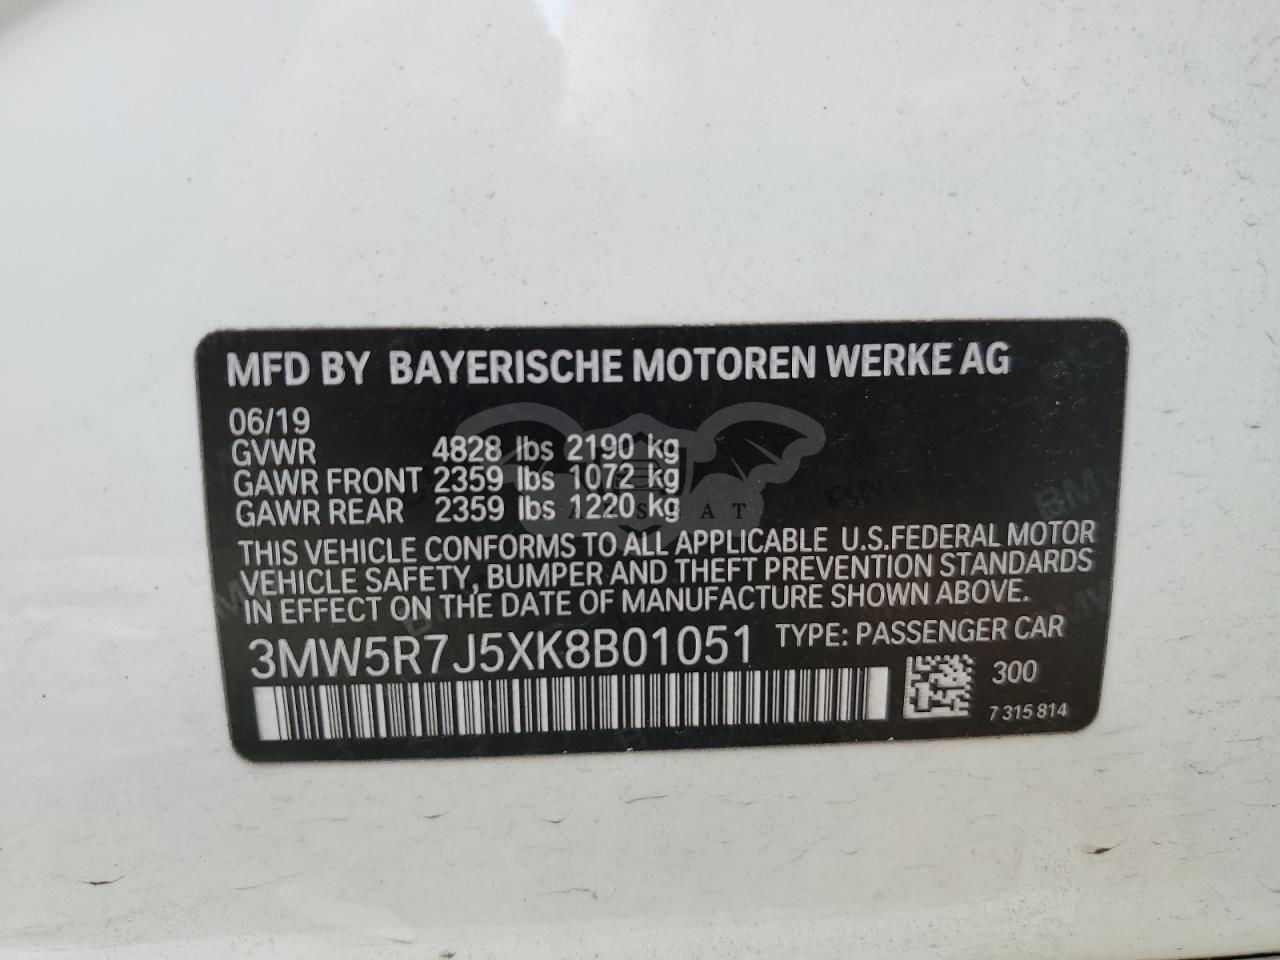 MFD BY BAYERISCHE MOTOREN WERKE AG
06/19
GVWR 4828 lbs 2190 kg
GAWR FRONT 2359 lbs 1072 kg
GAWR REAR 2359 lbs 1220 kg
THIS VEHICLE CONFORMS TO ALL APPLICABLE U.S.FEDERAL MOTOR
VEHICLE SAFETY, BUMPER AND THEFT PREVENTION STANDARDS
IN EFFECT ON THE DATE OF MANUFACTURE SHOWN ABOVE.
3MW5R7J5XK8B01051 TYPE: PASSENGER CAR
300
7 315 814